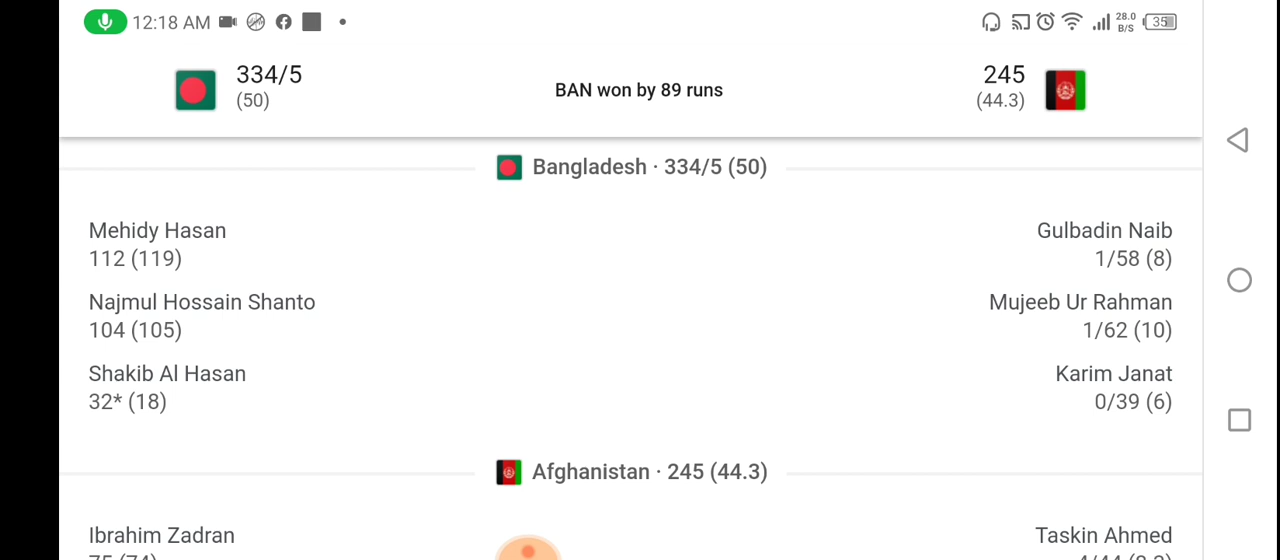 12:18 AM
28.0
B/S
35
334/5
(50)
BAN won by 89 runs
245
(44.3)
Bangladesh · 334/5 (50)
Mehidy Hasan
112 (119)
Gulbadin Naib
1/58 (8)
Najmul Hossain Shanto
104 (105)
Mujeeb Ur Rahman
1/62 (10)
Shakib Al Hasan
32* (18)
Karim Janat
0/39 (6)
Afghanistan · 245 (44.3)
Ibrahim Zadran
75 (74)
Taskin Ahmed